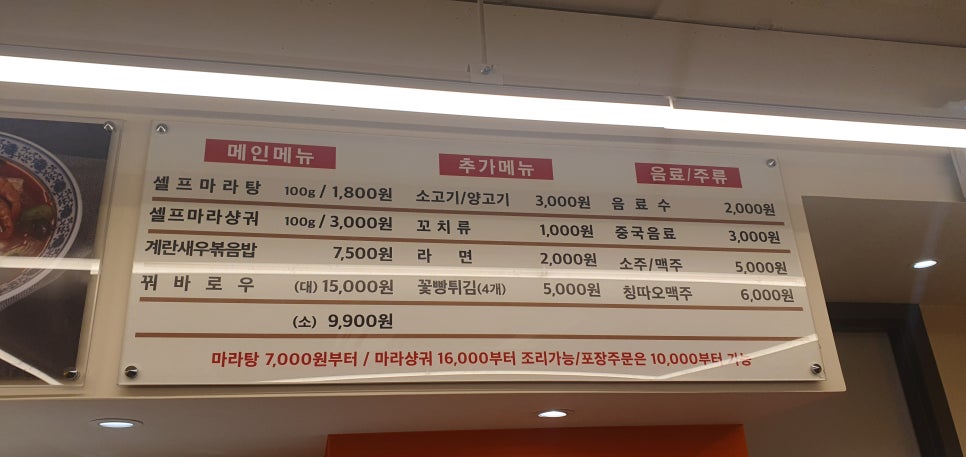 메인메뉴
셀프마라탕 100g / 1,800원
셀프마라샹궈 100g / 3,000원
계란새우볶음밥 7,500원
꿔바로우 (대) 15,000원
(소) 9,900원
추가메뉴
소고기/양고기 3,000원
꼬치류 1,000원
라면 2,000원
꽃빵튀김(4개) 5,000원
음료/주류
음료수 2,000원
중국음료 3,000원
소주/맥주 5,000원
칭따오맥주 6,000원
마라탕 7,000원부터 / 마라샹궈 16,000부터 조리가능/포장주문은 10,000부터 가능